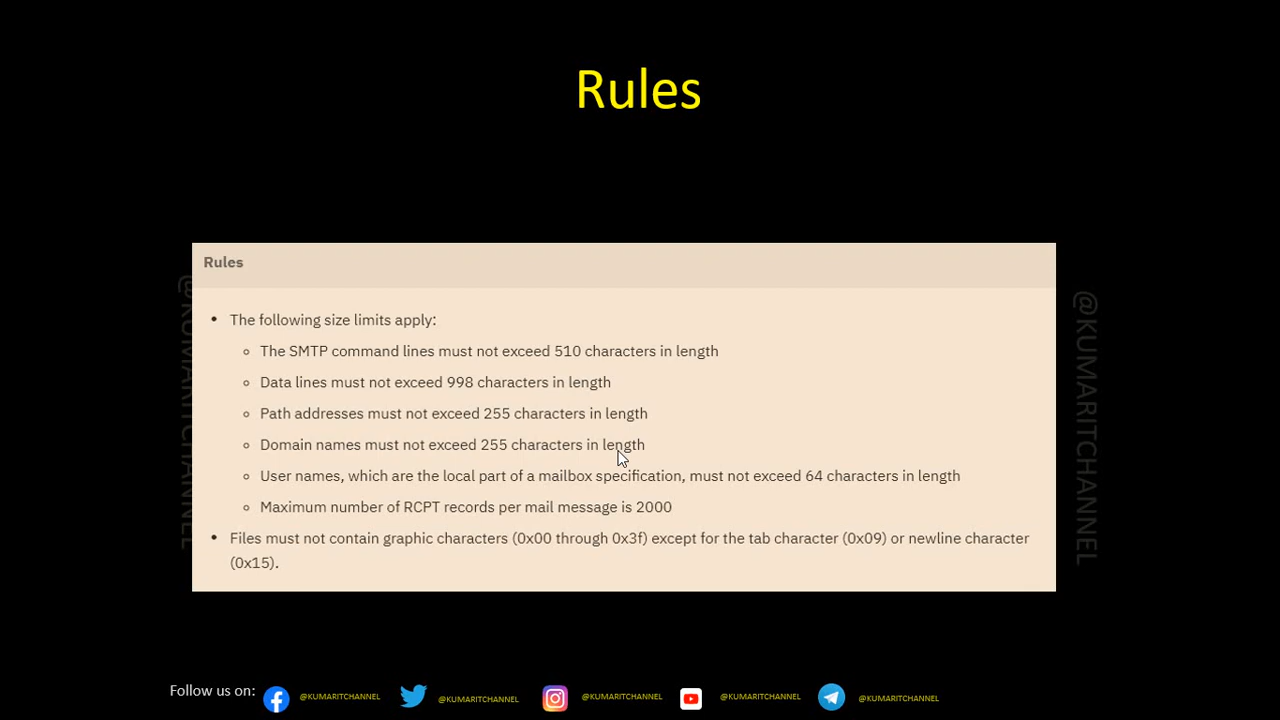 Rules
Rules
• The following size limits apply:
◦ The SMTP command lines must not exceed 510 characters in length
◦ Data lines must not exceed 998 characters in length
◦ Path addresses must not exceed 255 characters in length
◦ Domain names must not exceed 255 characters in length
◦ User names, which are the local part of a mailbox specification, must not exceed 64 characters in length
◦ Maximum number of RCPT records per mail message is 2000
• Files must not contain graphic characters (0x00 through 0x3f) except for the tab character (0x09) or newline character
(0x15).
@KUMARITCHANNEL
@KUMARITCHANNEL
Follow us on: @KUMARITCHANNEL @KUMARITCHANNEL @KUMARITCHANNEL @KUMARITCHANNEL @KUMARITCHANNEL